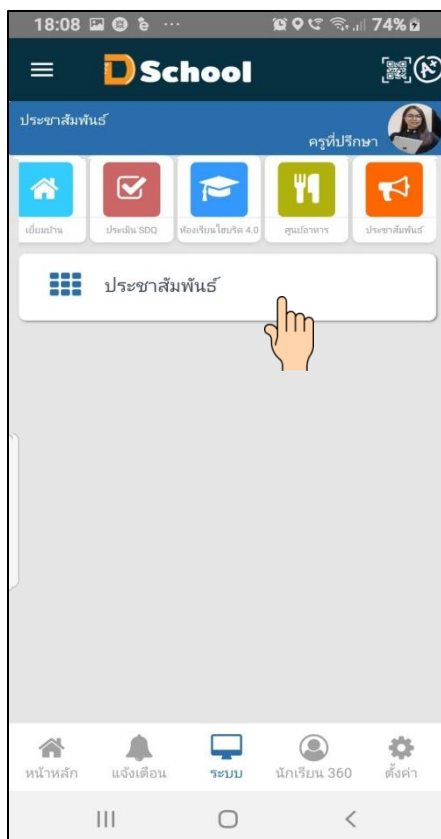 18:08
74%
D School
A+
ประชาสัมพันธ์
ครูที่ปรึกษา
เยี่ยมบ้าน
ประเมิน SDQ
ห้องเรียนไฮบริด 4.0
ศูนย์อาหาร
ประชาสัมพันธ์
ประชาสัมพันธ์
หน้าหลัก
แจ้งเตือน
ระบบ
นักเรียน 360
ตั้งค่า